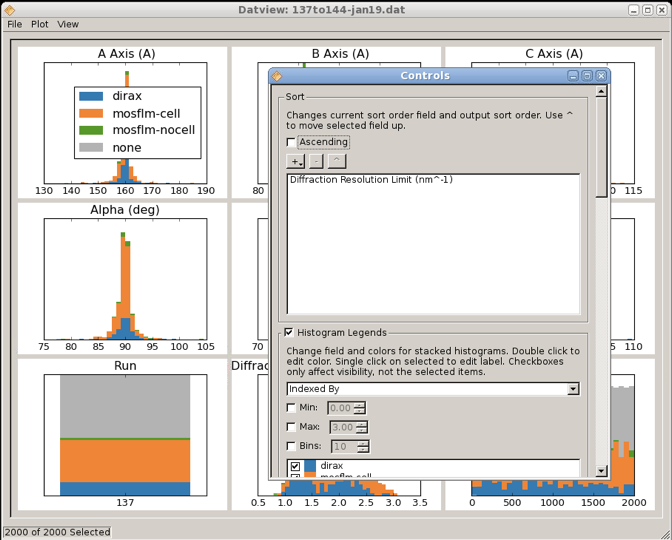 Datview: 137to144-jan19.dat
File Plot View
A Axis (A)
dirax
mosflm-cell
mosflm-nocell
none
130 140 150 160 170 180 190
B Axis (A)
80
C Axis (A)
115
Alpha (deg)
75 80 85 90 95 100 105
70
110
Run
137
Diffrac
0.5 1.0 1.5 2.0 2.5 3.0 3.5
0 500 1000 1500 2000
Controls
Sort
Changes current sort order field and output sort order. Use ^
to move selected field up.
Ascending
+ - ^
Diffraction Resolution Limit (nm^-1)
Histogram Legends
Change field and colors for stacked histograms. Double click to
edit color. Single click on selected to edit label. Checkboxes
only affect visibility, not the selected items.
Indexed By
Min: 0.00
Max: 3.00
Bins: 10
dirax
mosflm-cell
2000 of 2000 Selected